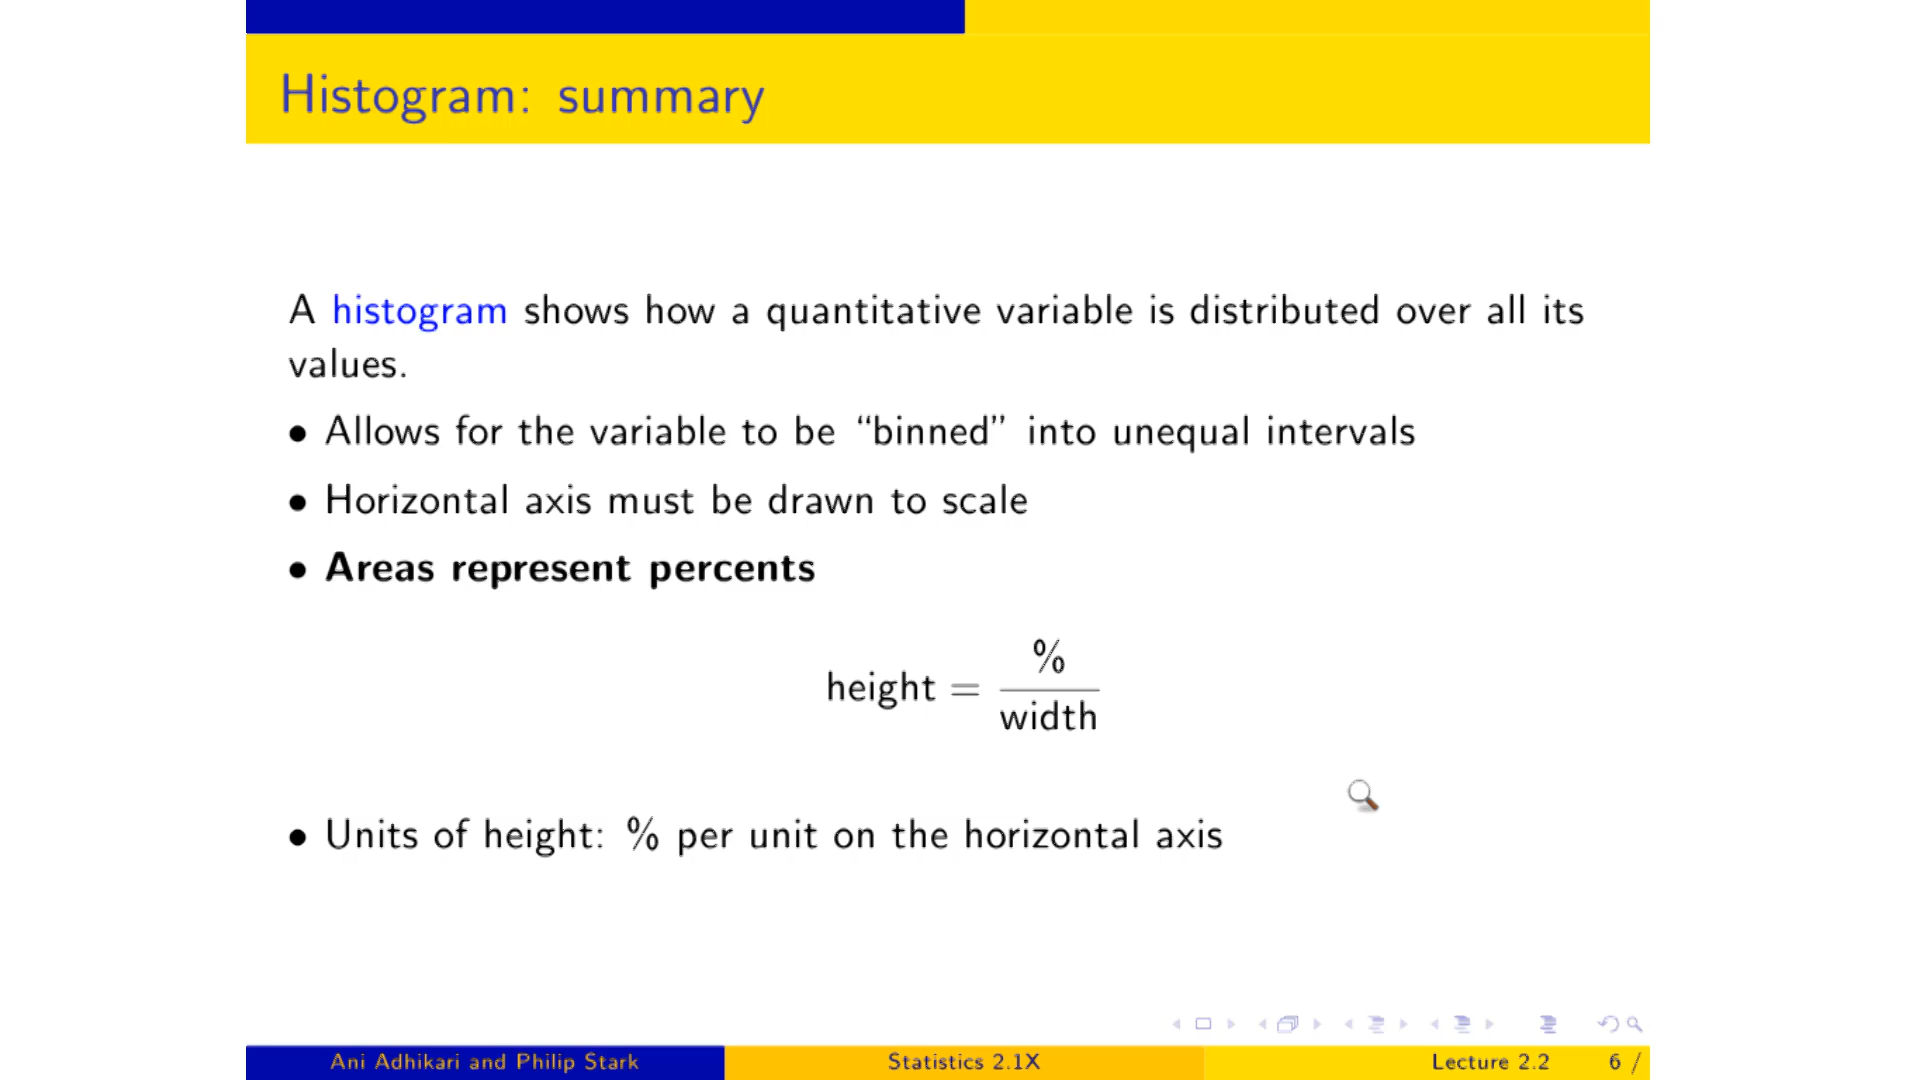 Histogram: summary
A histogram shows how a quantitative variable is distributed over all its
values.
• Allows for the variable to be “binned” into unequal intervals
• Horizontal axis must be drawn to scale
• Areas represent percents
height = %
width
• Units of height: % per unit on the horizontal axis
Ani Adhikari and Philip Stark Statistics 2.1X Lecture 2.2 6 /